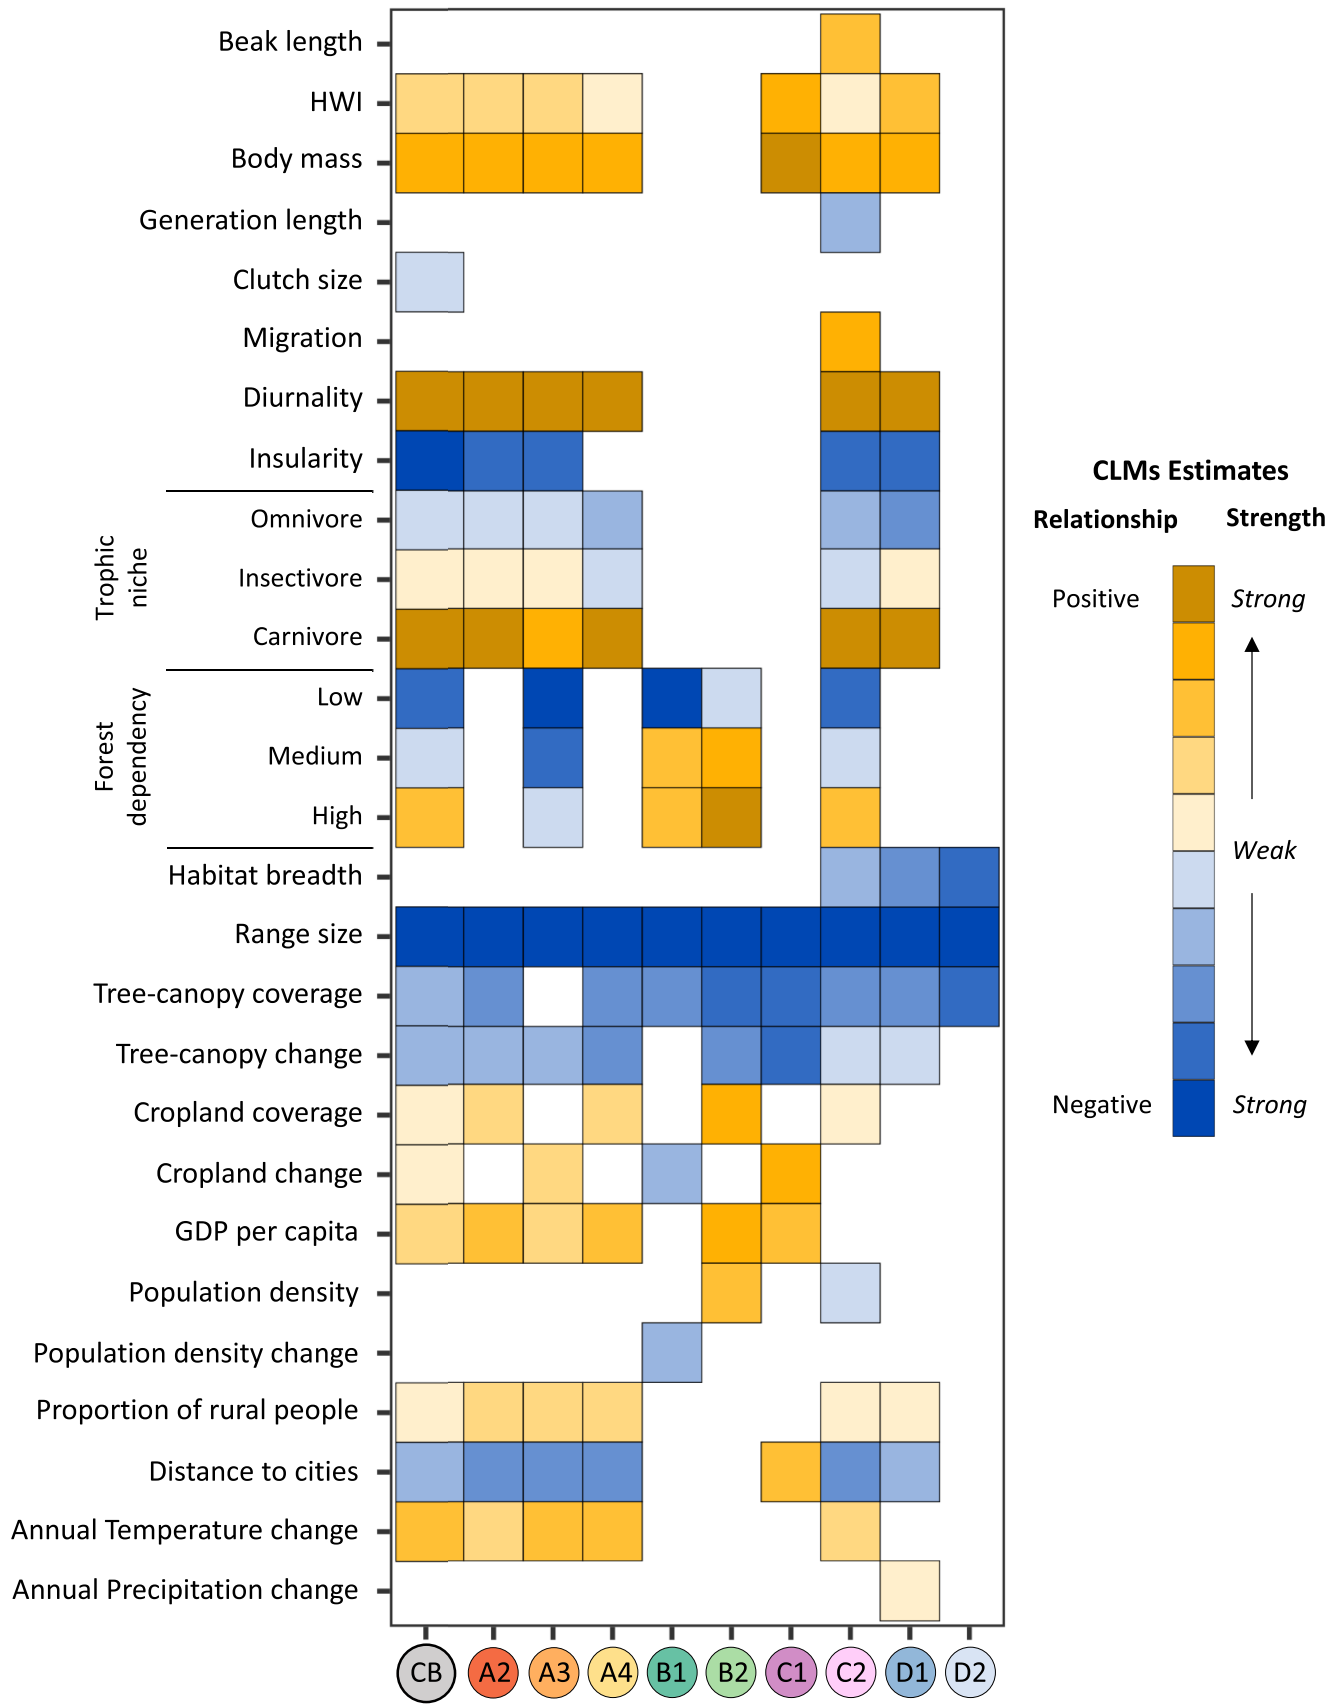 Beak length
HWI
Body mass
Generation length
Clutch size
Migration
Diurnality
Insularity
Trophic
niche
Omnivore
Insectivore
Carnivore
Forest
dependency
Low
Medium
High
Habitat breadth
Range size
Tree-canopy coverage
Tree-canopy change
Cropland coverage
Cropland change
GDP per capita
Population density
Population density change
Proportion of rural people
Distance to cities
Annual Temperature change
Annual Precipitation change
CB A2 A3 A4 B1 B2 C1 C2 D1 D2
CLMs Estimates
Relationship Strength
Positive Strong
Weak
Negative Strong